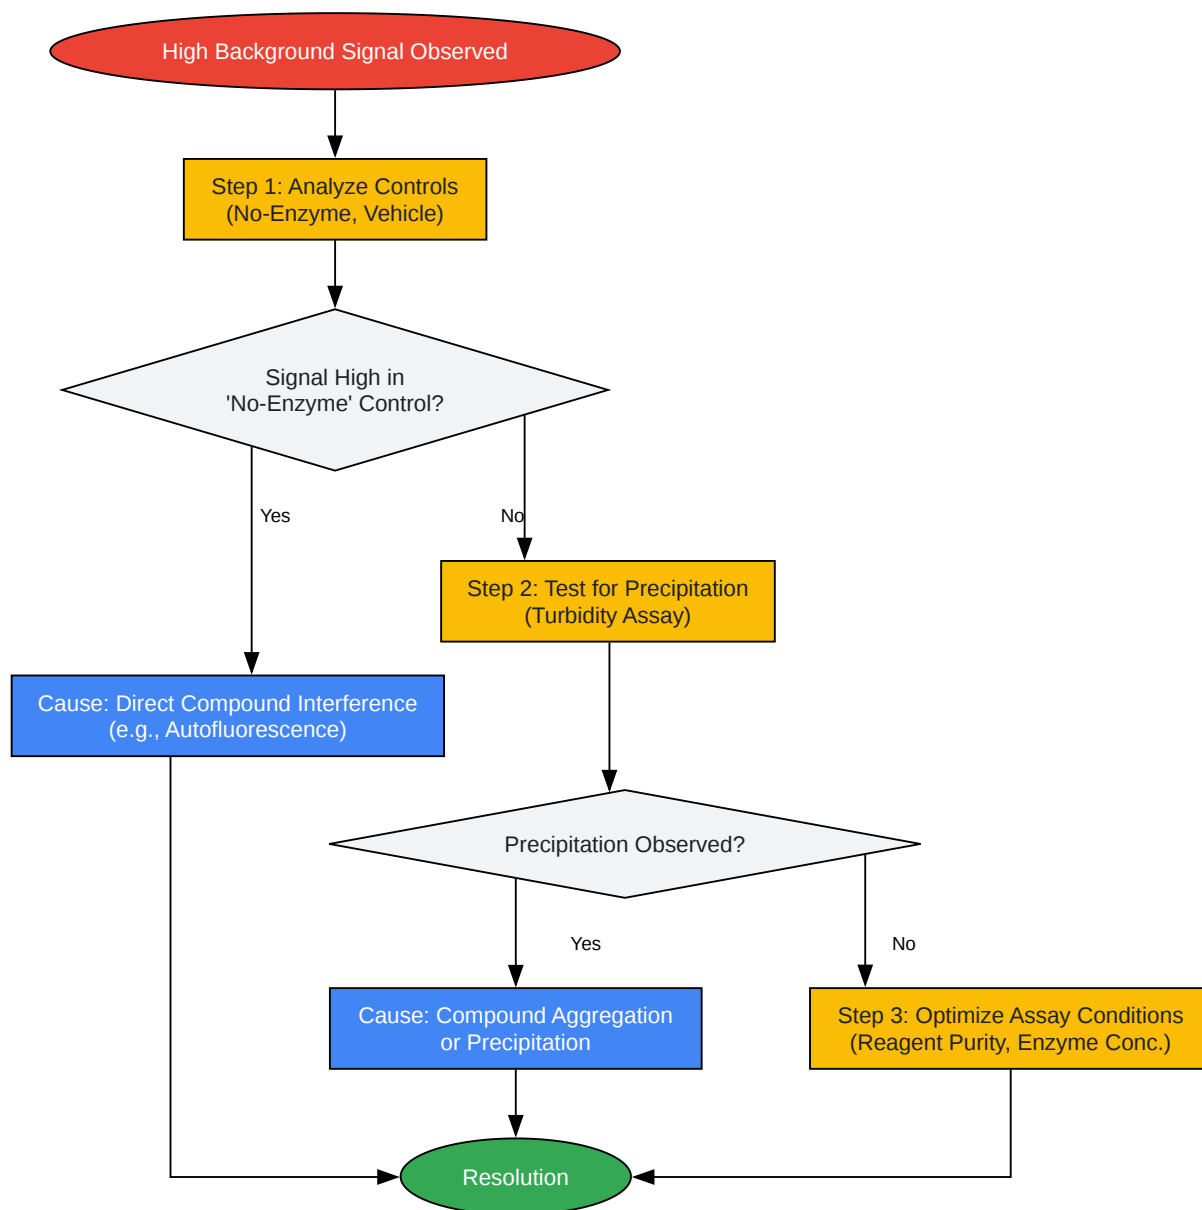 High Background Signal Observed
Step 1: Analyze Controls
(No-Enzyme, Vehicle)
Signal High in
'No-Enzyme' Control?
Yes
No
Step 2: Test for Precipitation
(Turbidity Assay)
Cause: Direct Compound Interference
(e.g., Autofluorescence)
Precipitation Observed?
Yes
No
Cause: Compound Aggregation
or Precipitation
Step 3: Optimize Assay Conditions
(Reagent Purity, Enzyme Conc.)
Resolution